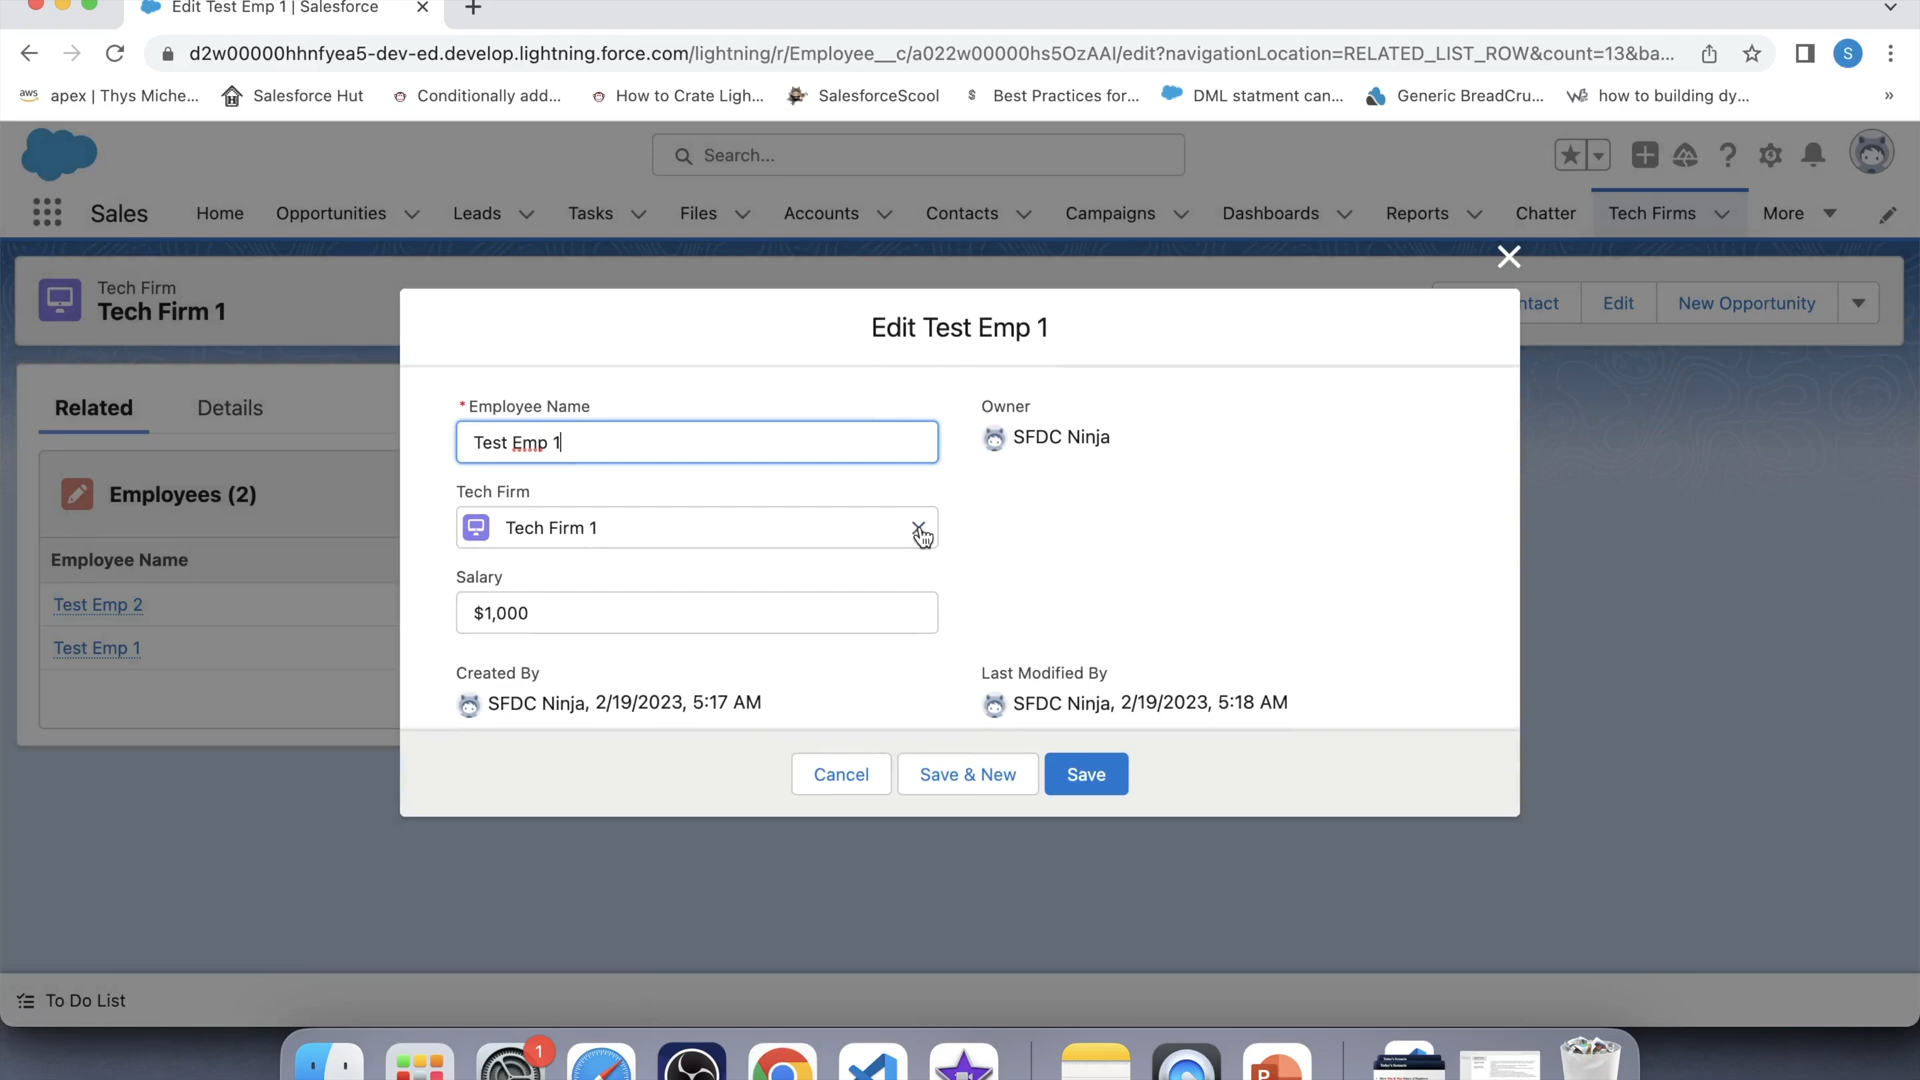 Edit Test Emp 1 | Salesforce
d2w00000hhnfyea5-dev-ed.develop.lightning.force.com/lightning/r/Employee__c/a022w00000hs5OzAAI/edit?navigationLocation=RELATED_LIST_ROW&count=13&ba...
S
aws apex | Thys Miche... Salesforce Hut Conditionally add... How to Crate Ligh... SalesforceScool $ Best Practices for... DML statment can... Generic BreadCru... how to building dy... »
Search...
Sales Home Opportunities Leads Tasks Files Accounts Contacts Campaigns Dashboards Reports Chatter Tech Firms More
Tech Firm
Tech Firm 1
ntact Edit New Opportunity
Edit Test Emp 1
Related Details
* Employee Name
Test Emp 1
Owner
SFDC Ninja
Employees (2)
Tech Firm
Tech Firm 1
Employee Name
Test Emp 2
Test Emp 1
Salary
$1,000
Created By
SFDC Ninja, 2/19/2023, 5:17 AM
Last Modified By
SFDC Ninja, 2/19/2023, 5:18 AM
Cancel Save & New Save
To Do List
1
P